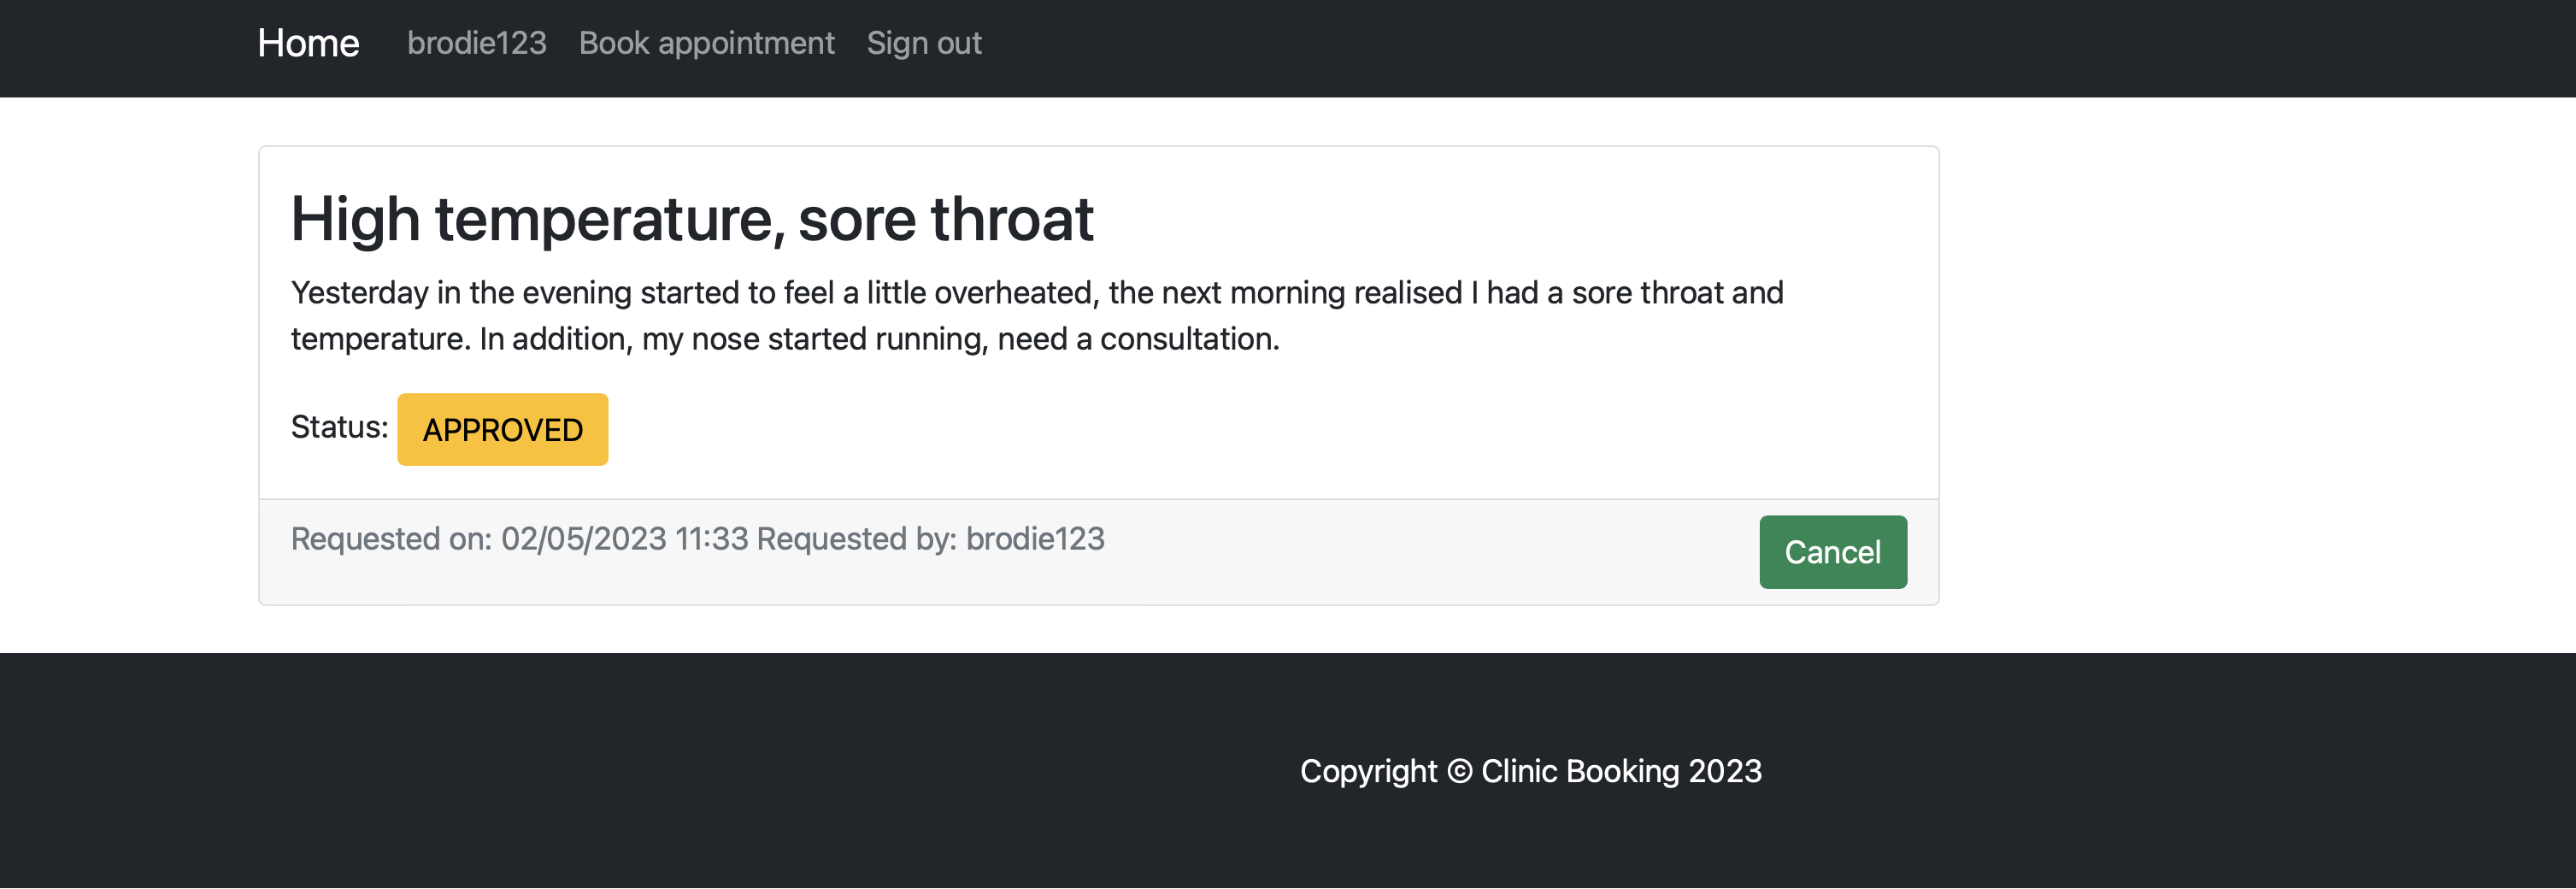 Home brodie123 Book appointment Sign out
High temperature, sore throat
Yesterday in the evening started to feel a little overheated, the next morning realised I had a sore throat and
temperature. In addition, my nose started running, need a consultation.
Status: APPROVED
Requested on: 02/05/2023 11:33 Requested by: brodie123
Cancel
Copyright © Clinic Booking 2023